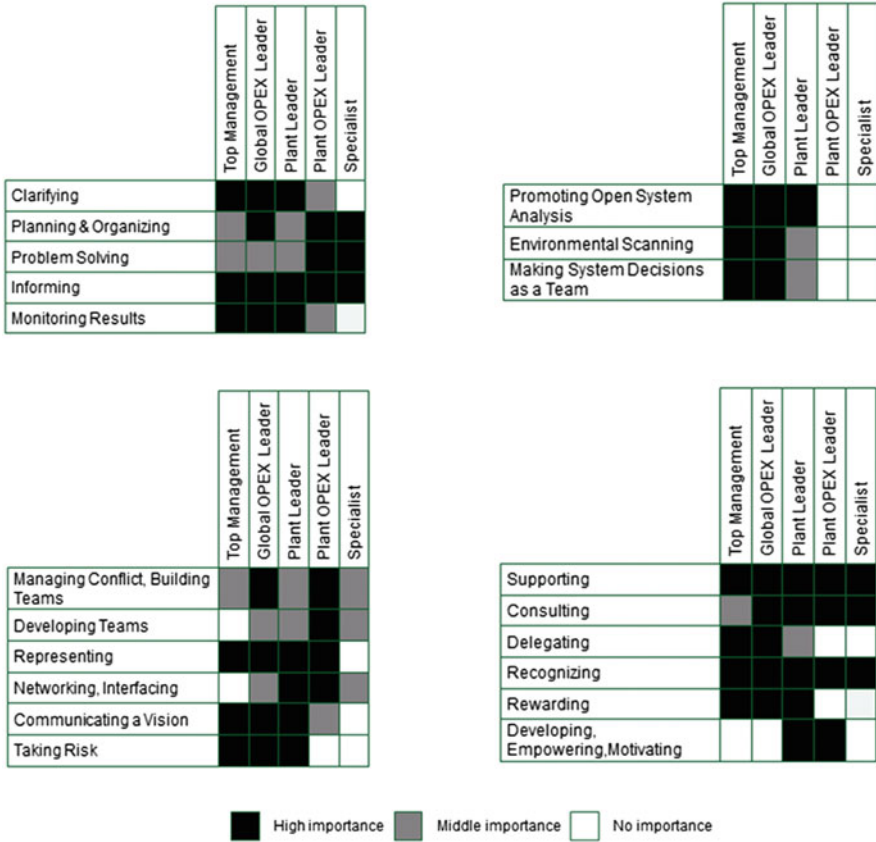 Top Management
Global OPEX Leader
Plant Leader
Plant OPEX Leader
Specialist
Clarifying
Planning & Organizing
Problem Solving
Informing
Monitoring Results
Top Management
Global OPEX Leader
Plant Leader
Plant OPEX Leader
Specialist
Promoting Open System
Analysis
Environmental Scanning
Making System Decisions
as a Team
Top Management
Global OPEX Leader
Plant Leader
Plant OPEX Leader
Specialist
Managing Conflict, Building
Teams
Developing Teams
Representing
Networking, Interfacing
Communicating a Vision
Taking Risk
Top Management
Global OPEX Leader
Plant Leader
Plant OPEX Leader
Specialist
Supporting
Consulting
Delegating
Recognizing
Rewarding
Developing,
Empowering,Motivating
High importance
Middle importance
No importance